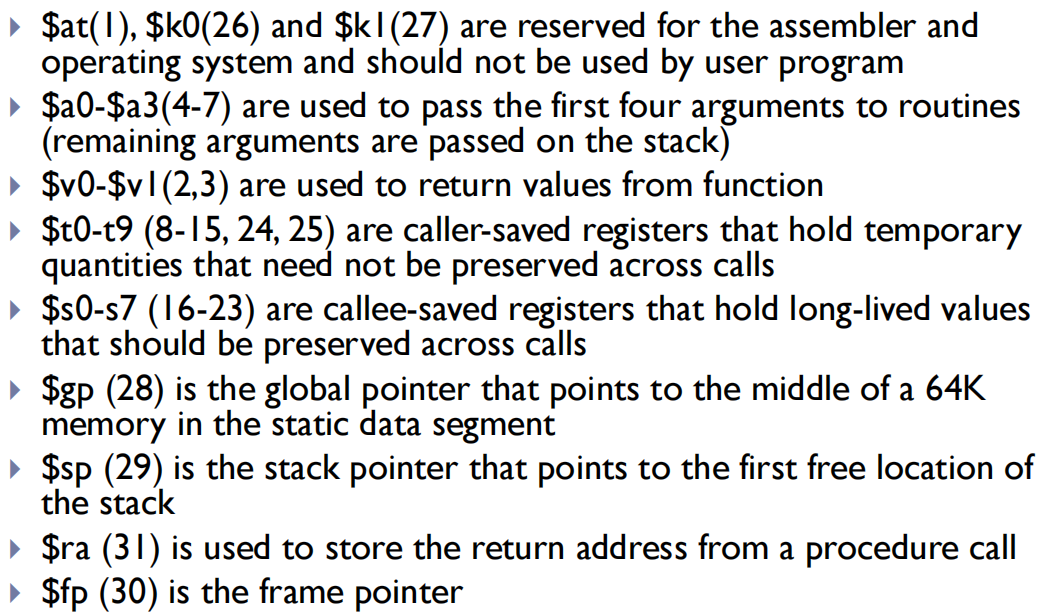 $at(1), $k0(26) and $k1(27) are reserved for the assembler and
operating system and should not be used by user program
$a0-$a3(4-7) are used to pass the first four arguments to routines
(remaining arguments are passed on the stack)
$v0-$v1(2,3) are used to return values from function
$t0-t9 (8-15, 24, 25) are caller-saved registers that hold temporary
quantities that need not be preserved across calls
$s0-s7 (16-23) are callee-saved registers that hold long-lived values
that should be preserved across calls
$gp (28) is the global pointer that points to the middle of a 64K
memory in the static data segment
$sp (29) is the stack pointer that points to the first free location of
the stack
$ra (31) is used to store the return address from a procedure call
$fp (30) is the frame pointer